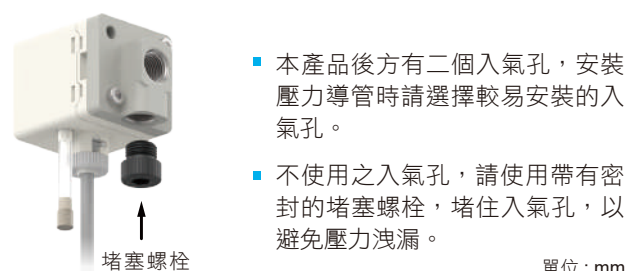 本產品後方有二個入氣孔，安裝
壓力導管時請選擇較易安裝的入
氣孔。
不使用之入氣孔，請使用帶有密
封的堵塞螺栓，堵住入氣孔，以
避免壓力洩漏。
堵塞螺栓
單位 : mm